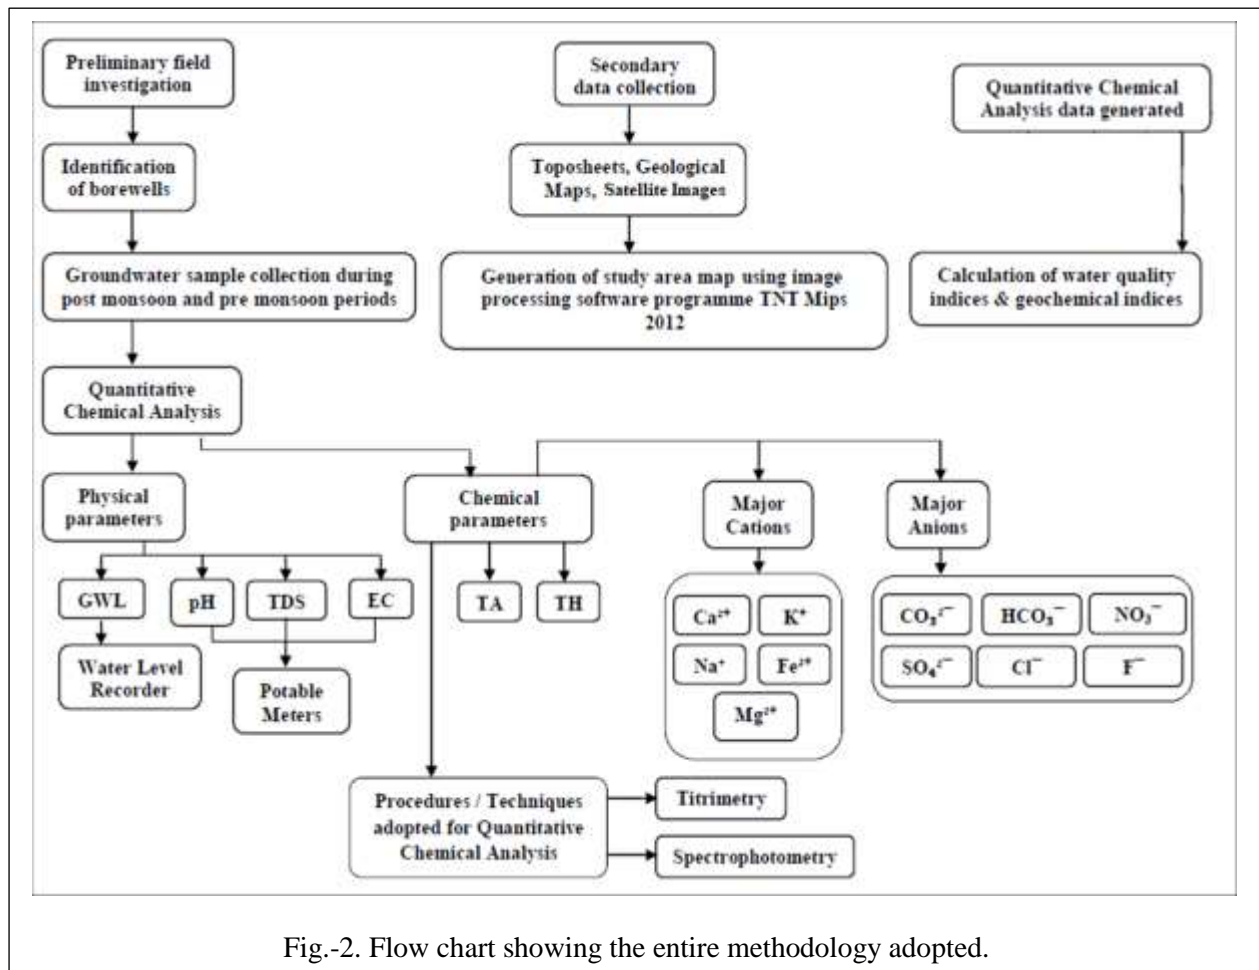 Preliminary field
investigation
Secondary
data collection
Quantitative Chemical
Analysis data generated
Identification
of borewells
Toposheets, Geological
Maps, Satellite Images
Groundwater sample collection during
post monsoon and pre monsoon periods
Generation of study area map using image
processing software programme TNT Mips
2012
Calculation of water quality
indices & geochemical indices
Quantitative
Chemical Analysis
Physical
parameters
Chemical
parameters
Major
Cations
Major
Anions
GWL
pH
TDS
EC
TA
TH
Ca²⁺
K⁺
Na⁺
Fe²⁺
Mg²⁺
CO₃²⁻
HCO₃⁻
NO₃⁻
SO₄²⁻
Cl⁻
F⁻
Water Level
Recorder
Potable
Meters
Procedures / Techniques
adopted for Quantitative
Chemical Analysis
Titrimetry
Spectrophotometry
Fig.-2. Flow chart showing the entire methodology adopted.